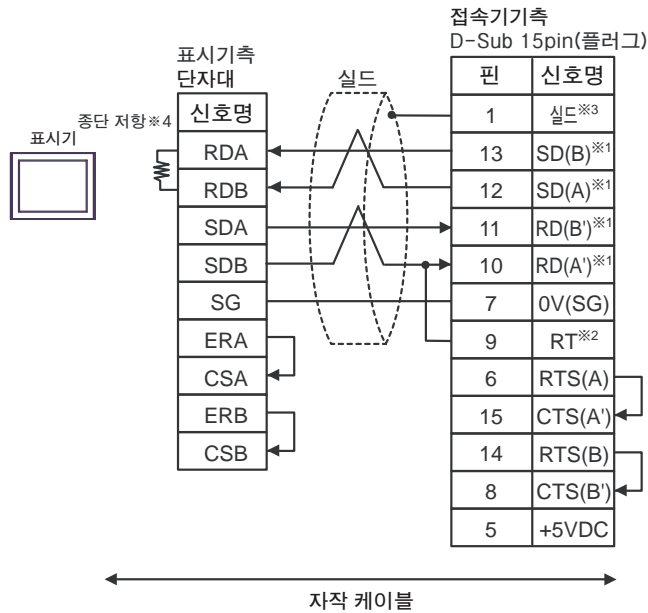 접속기기측
D-Sub 15pin(플러그)
표시기측
단자대
실드
종단 저항※4
표시기
신호명
RDA
RDB
SDA
SDB
SG
ERA
CSA
ERB
CSB
핀 신호명
1 실드※3
13 SD(B)※1
12 SD(A)※1
11 RD(B')※1
10 RD(A')※1
7 0V(SG)
9 RT※2
6 RTS(A)
15 CTS(A')
14 RTS(B)
8 CTS(B')
5 +5VDC
자작 케이블